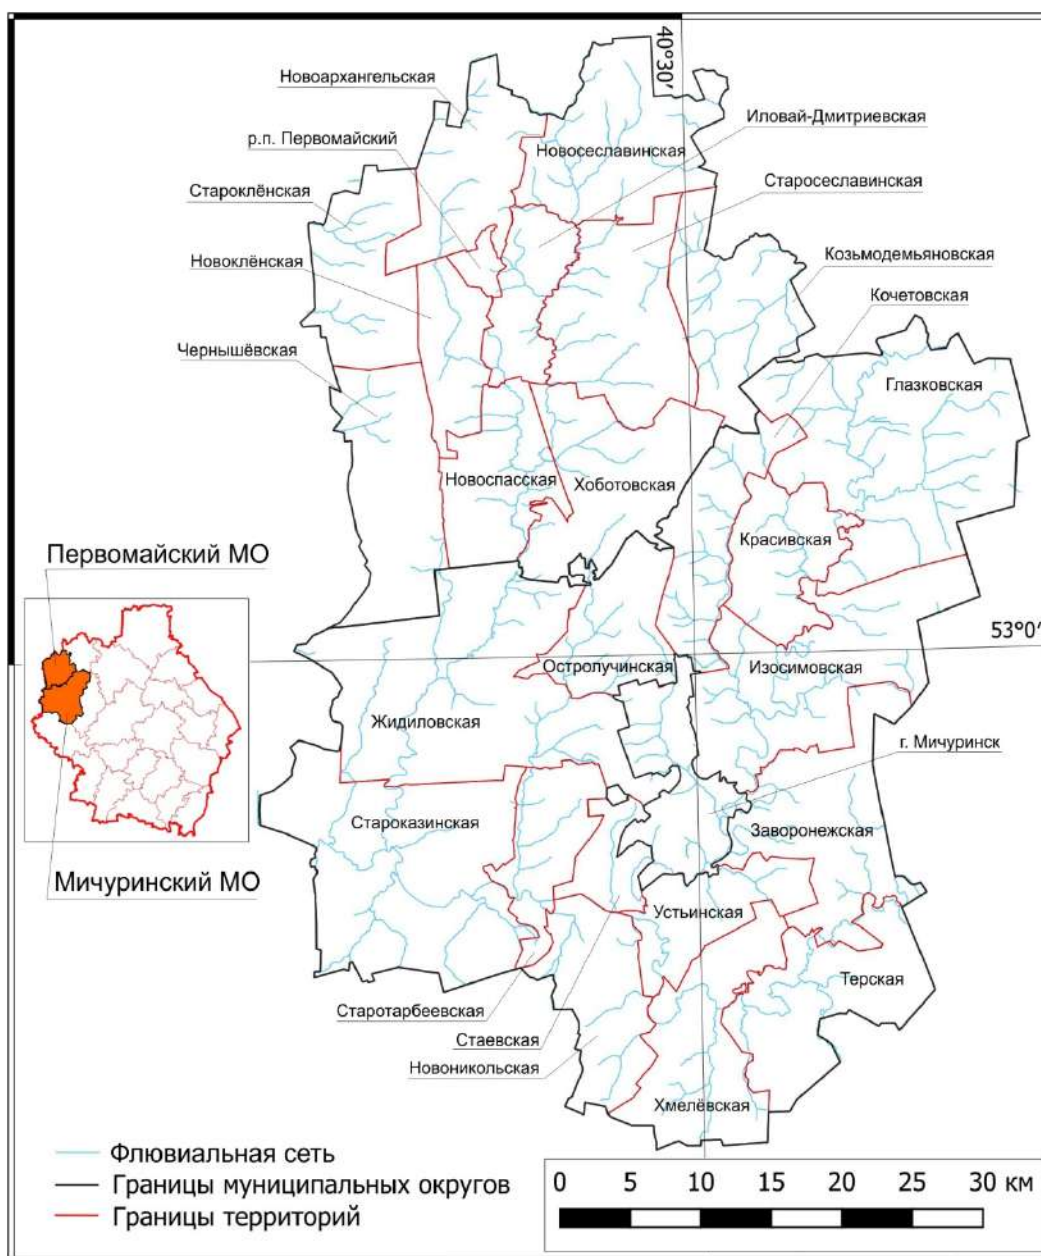 40°30′
Новоархангельская
Иловай-Дмитриевская
р.п. Первомайский
Новосеславинская
Староклёнская
Старосеславинская
Новоклёнская
Козьмодемьяновская
Кочетовская
Чернышёвская
Глазковская
Новоспасская
Хоботовская
Красивская
Первомайский МО
53°0′
Остролучинская
Изосимовская
Жидиловская
г. Мичуринск
Староказинская
Заворонежская
Мичуринский МО
Устьинская
Терская
Старотарбеевская
Стаевская
Новоникольская
Хмелёвская
Флювиальная сеть
Границы муниципальных округов
Границы территорий
0 5 10 15 20 25 30 км